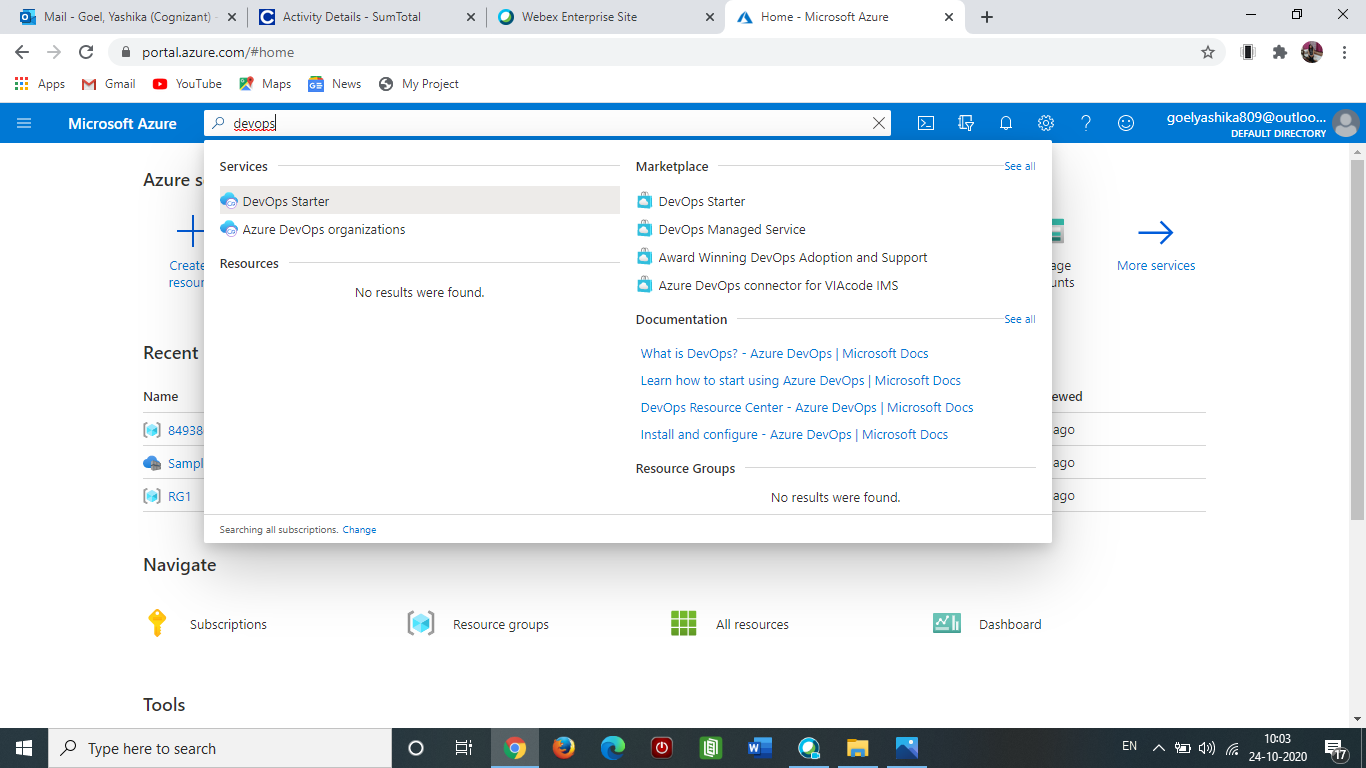 Mail - Goel, Yashika (Cognizant) -
Activity Details - SumTotal
Webex Enterprise Site
Home - Microsoft Azure
portal.azure.com/#home
Apps
Gmail
YouTube
Maps
News
My Project
Microsoft Azure
devops
goelyashika809@outloo...
DEFAULT DIRECTORY
Azure s
Create
resour
age
unts
More services
Services
DevOps Starter
Azure DevOps organizations
Resources
No results were found.
Marketplace
See all
DevOps Starter
DevOps Managed Service
Award Winning DevOps Adoption and Support
Azure DevOps connector for VIAcode IMS
Documentation
See all
What is DevOps? - Azure DevOps | Microsoft Docs
Learn how to start using Azure DevOps | Microsoft Docs
DevOps Resource Center - Azure DevOps | Microsoft Docs
Install and configure - Azure DevOps | Microsoft Docs
Resource Groups
No results were found.
Searching all subscriptions. Change
Recent
Name
ewed
84938
ago
Sampl
ago
RG1
ago
Navigate
Subscriptions
Resource groups
All resources
Dashboard
Tools
Type here to search
EN
10:03
24-10-2020
17